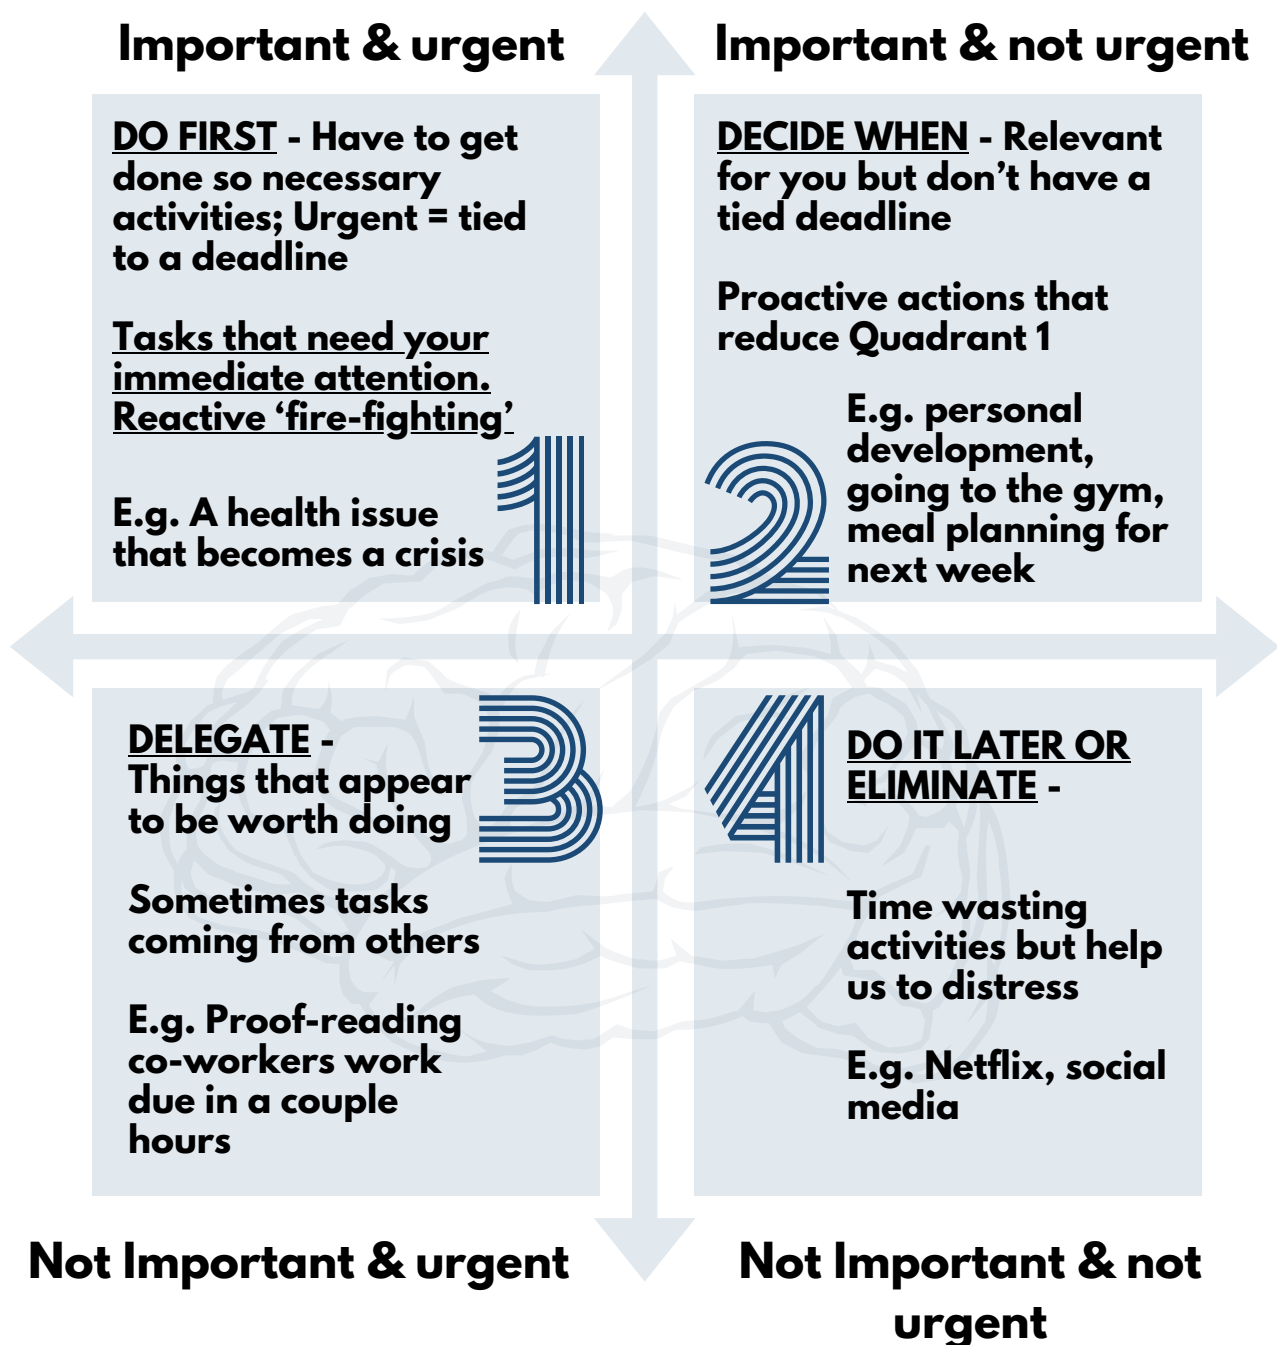 Important & urgent
DO FIRST - Have to get
done so necessary
activities; Urgent = tied
to a deadline
Tasks that need your
immediate attention.
Reactive ‘fire-fighting’
E.g. A health issue
that becomes a crisis
1
Important & not urgent
DECIDE WHEN - Relevant
for you but don’t have a
tied deadline
Proactive actions that
reduce Quadrant 1
E.g. personal
development,
going to the gym,
meal planning for
next week
2
DELEGATE -
Things that appear
to be worth doing
Sometimes tasks
coming from others
E.g. Proof-reading
co-workers work
due in a couple
hours
3
Not Important & urgent
4
DO IT LATER OR
ELIMINATE -
Time wasting
activities but help
us to distress
E.g. Netflix, social
media
Not Important & not
urgent